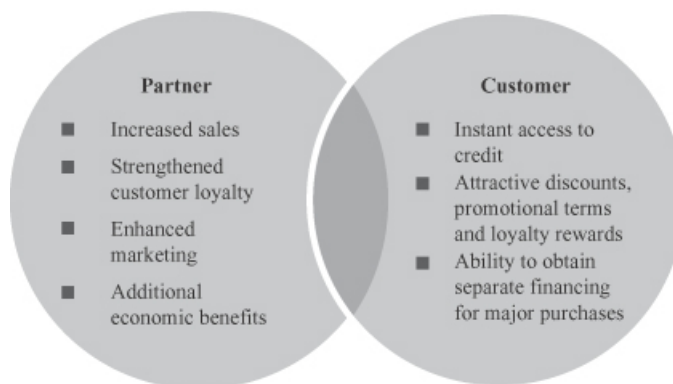 Partner
■ Increased sales
■ Strengthened
customer loyalty
■ Enhanced
marketing
■ Additional
economic benefits
Customer
■ Instant access to
credit
■ Attractive discounts,
promotional terms
and loyalty rewards
■ Ability to obtain
separate financing
for major purchases